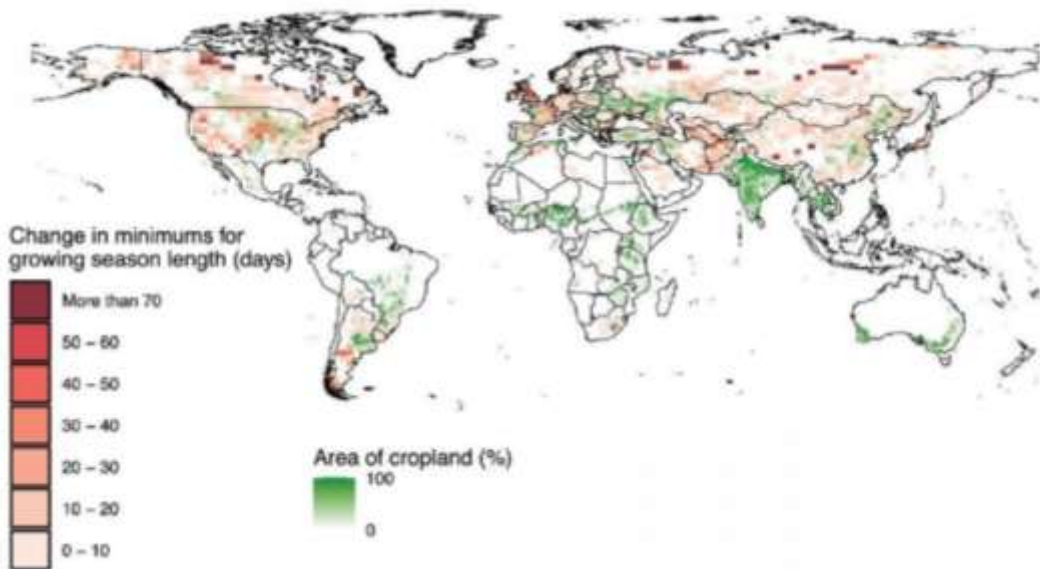 Change in minimums for
growing season length (days)
More than 70
50 – 60
40 – 50
30 – 40
20 – 30
10 – 20
0 – 10
Area of cropland (%)
100
0